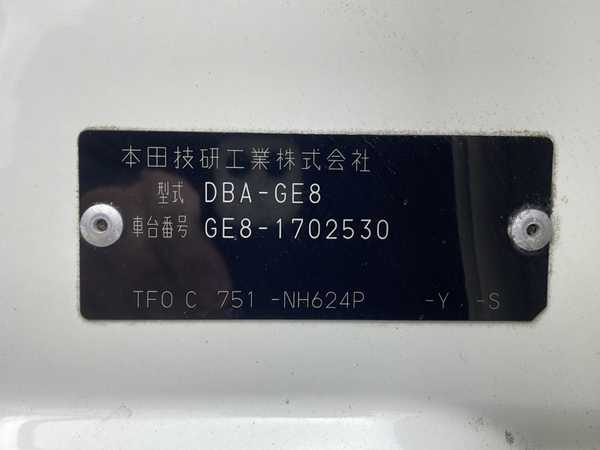 本田技研工業株式会社
型式 DBA-GE8
車台番号 GE8-1702530
TF0 C 751 -NH624P -Y -S